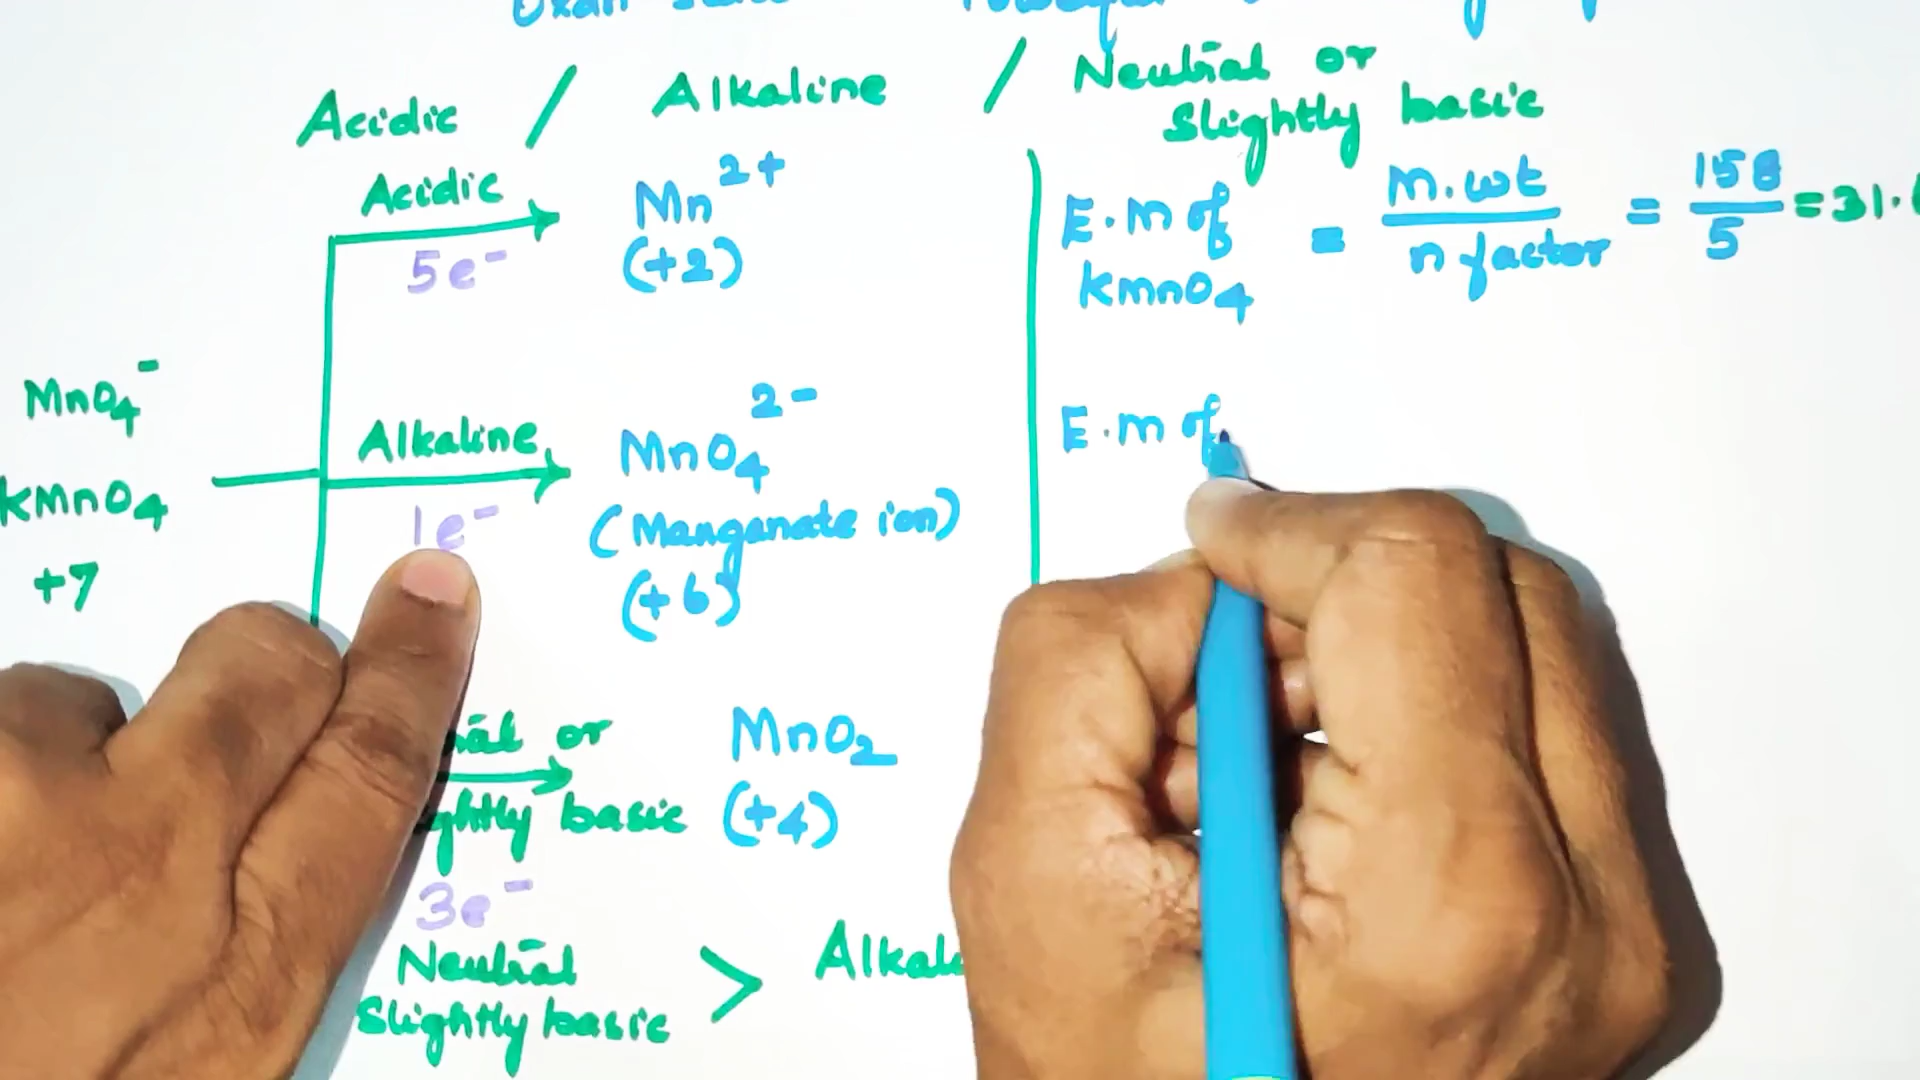 Acidic / Alkaline / Neutral or
Slightly basic
Acidic
5e⁻
Mn²⁺
(+2)
MnO₄⁻
KMnO₄
+7
Alkaline
1e⁻
MnO₄²⁻
(Manganate ion)
(+6)
or
basic
3e⁻
MnO₂
(+4)
Neutral
Slightly basic
>
E.m of
kmnO₄
= m.wt / n factor = 158 / 5 = 31.
E.m of